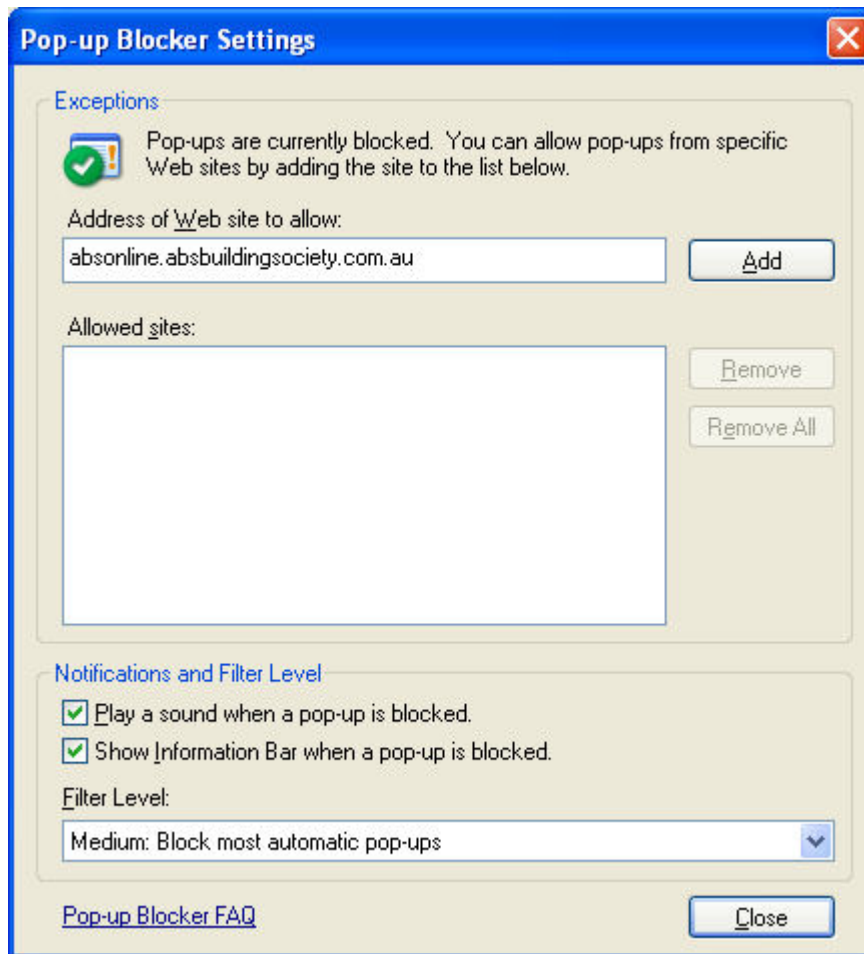 Pop-up Blocker Settings
Exceptions
Pop-ups are currently blocked. You can allow pop-ups from specific
Web sites by adding the site to the list below.
Address of Web site to allow:
absonline.absbuildingsociety.com.au
Add
Allowed sites:
Remove
Remove All
Notifications and Filter Level
Play a sound when a pop-up is blocked.
Show Information Bar when a pop-up is blocked.
Filter Level:
Medium: Block most automatic pop-ups
Pop-up Blocker FAQ
Close